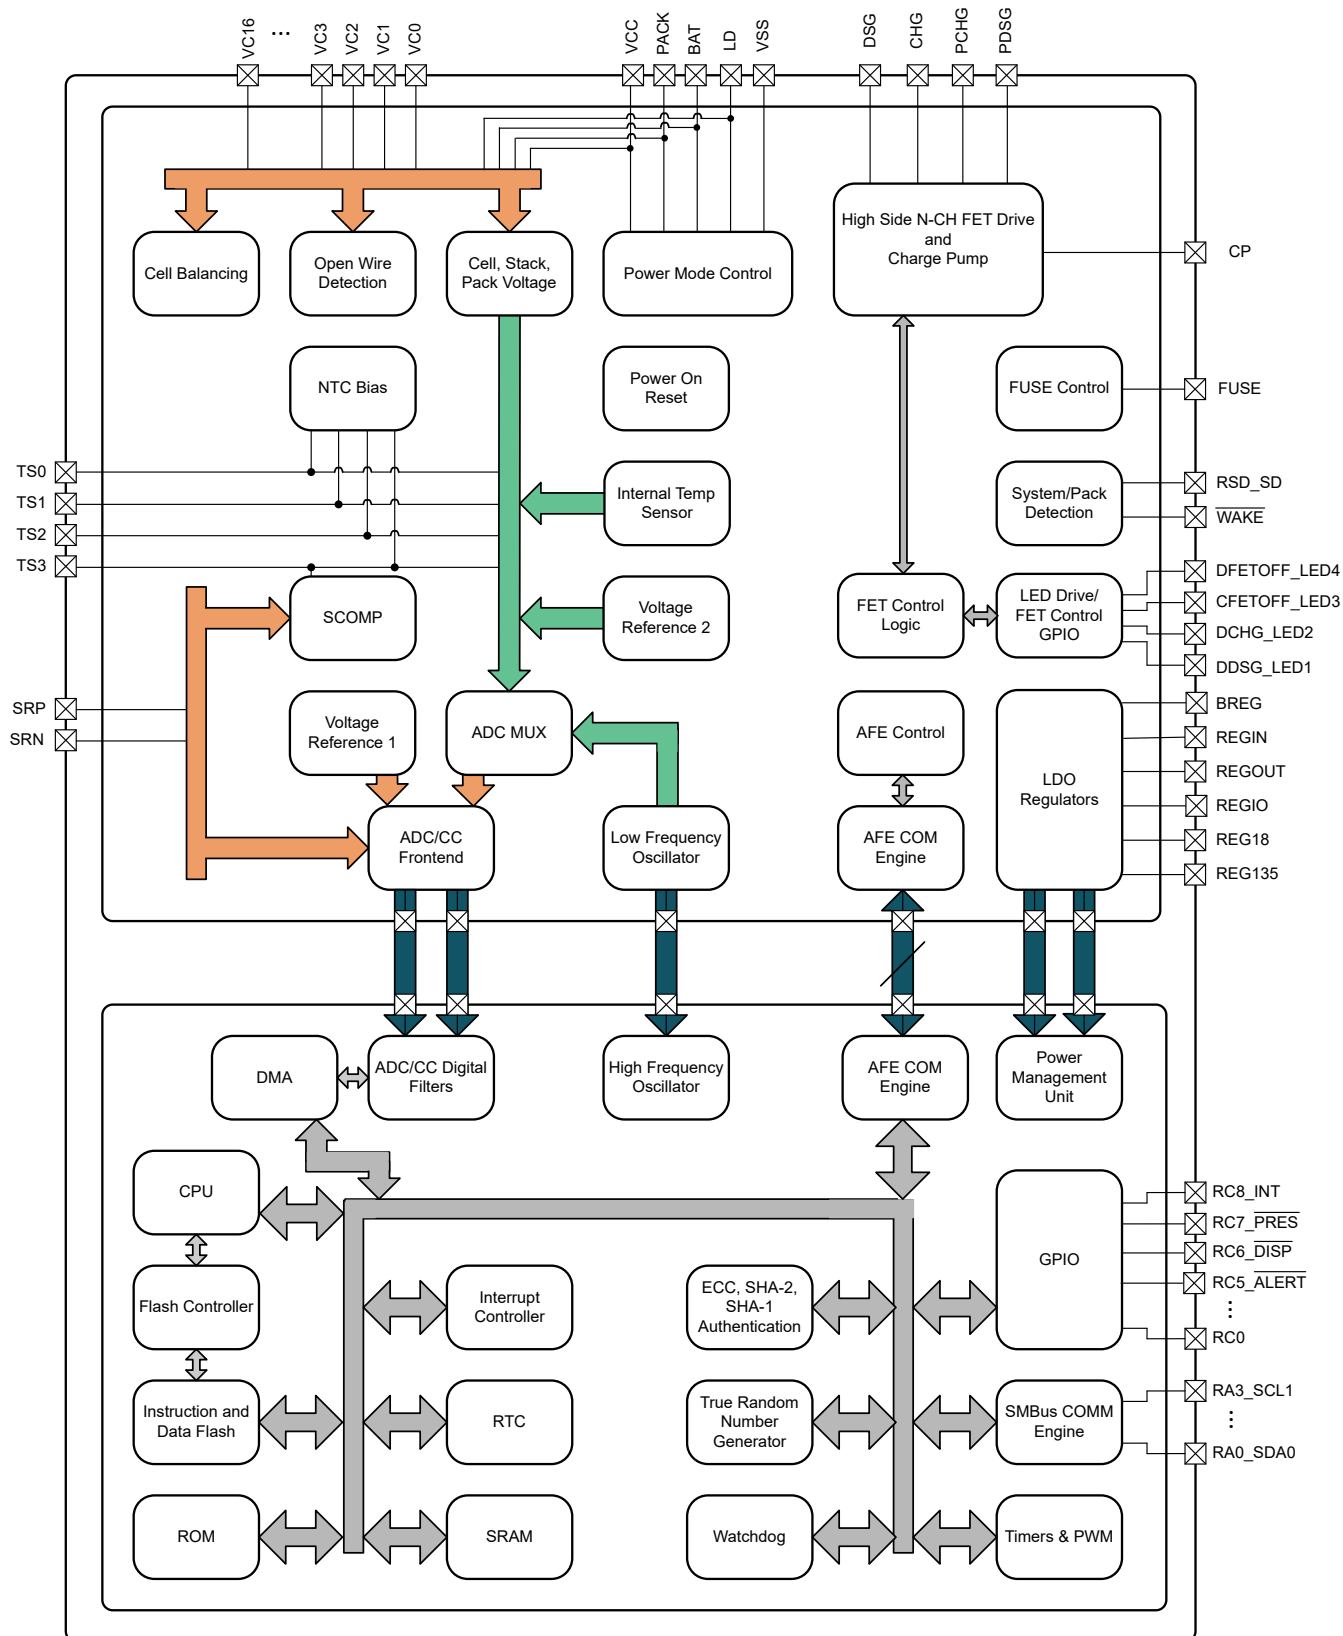 VC16
...
VC3
VC2
VC1
VC0
VCC
PACK
BAT
LD
VSS
DSG
CHG
PCHG
PDSG
Cell Balancing
Open Wire
Detection
Cell, Stack,
Pack Voltage
Power Mode Control
High Side N-CH FET Drive
and
Charge Pump
CP
NTC Bias
Power On
Reset
FUSE Control
FUSE
TS0
TS1
TS2
TS3
Internal Temp
Sensor
System/Pack
Detection
RSD_SD
WAKE
SCOMP
Voltage
Reference 2
FET Control
Logic
LED Drive/
FET Control
GPIO
DFETOFF_LED4
CFETOFF_LED3
DCHG_LED2
DDSG_LED1
SRP
SRN
Voltage
Reference 1
ADC MUX
AFE Control
LDO
Regulators
BREG
REGIN
REGOUT
REGIO
REG18
REG135
ADC/CC
Frontend
Low Frequency
Oscillator
AFE COM
Engine
DMA
ADC/CC Digital
Filters
High Frequency
Oscillator
AFE COM
Engine
Power
Management
Unit
CPU
GPIO
RC8_INT
RC7_PRES
RC6_DISP
RC5_ALERT
...
RC0
Flash Controller
Interrupt
Controller
ECC, SHA-2,
SHA-1
Authentication
Instruction and
Data Flash
RTC
True Random
Number
Generator
SMBus COMM
Engine
RA3_SCL1
...
RA0_SDA0
ROM
SRAM
Watchdog
Timers & PWM